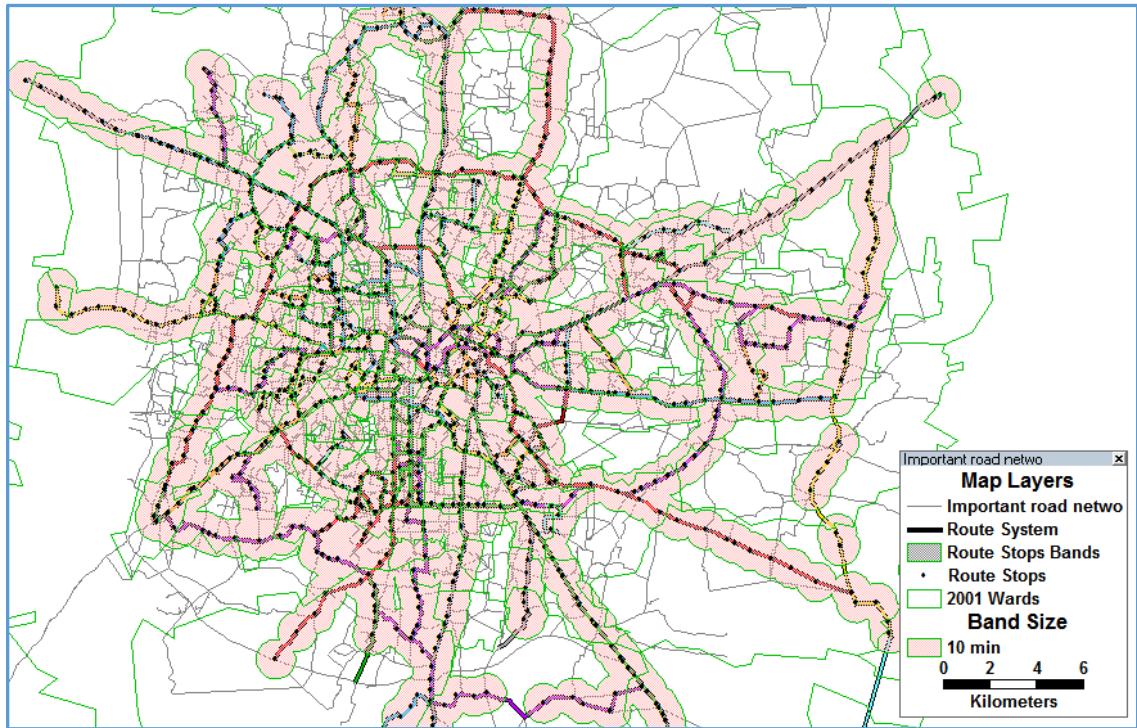 Important road netwo
Map Layers
Important road netwo
Route System
Route Stops Bands
Route Stops
2001 Wards
Band Size
10 min
0 2 4 6
Kilometers